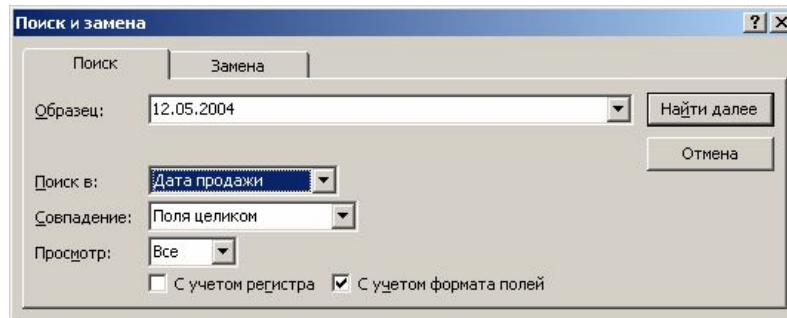 Поиск и замена
Поиск Замена
Образец: 12.05.2004 Найти далее
Отмена
Поиск в: Дата продажи
Совпадение: Поля целиком
Просмотр: Все
С учетом регистра С учетом формата полей